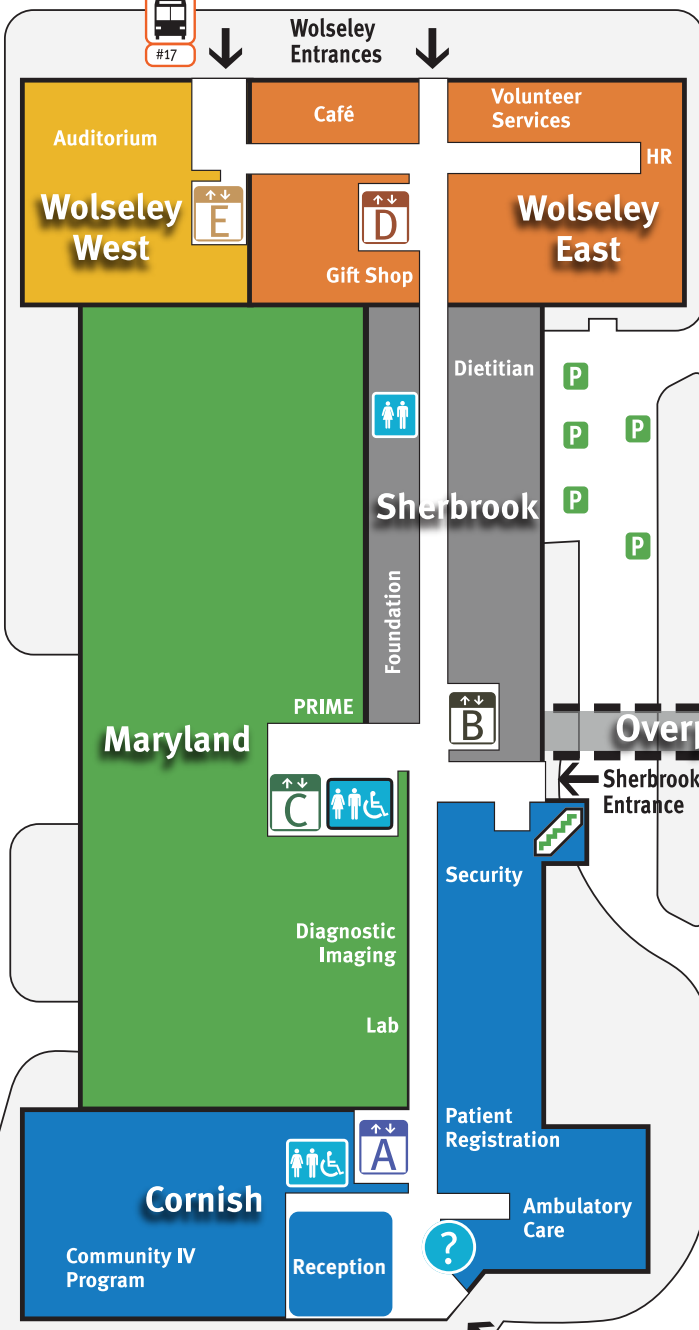 #17
Wolseley
Entrances
Auditorium
Café
Volunteer
Services
HR
Wolseley
West
E
D
Wolseley
East
Gift Shop
Dietitian
P
P
P
P
P
Sherbrook
Foundation
PRIME
B
Maryland
C
Sherbrook
Entrance
Security
Diagnostic
Imaging
Lab
Patient
Registration
A
Cornish
Ambulatory
Care
?
Community IV
Program
Reception